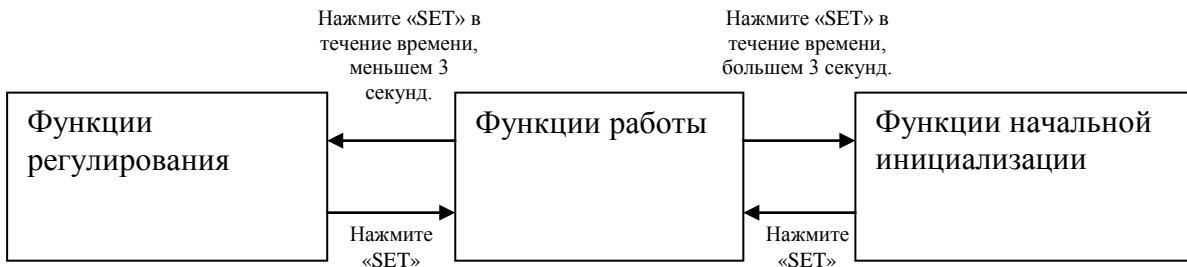 Нажмите «SET» в
течение времени,
меньшем 3
секунд.
Нажмите «SET» в
течение времени,
большем 3 секунд.
Функции
регулирования
Функции работы
Функции начальной
инициализации
Нажмите
«SET»
Нажмите
«SET»